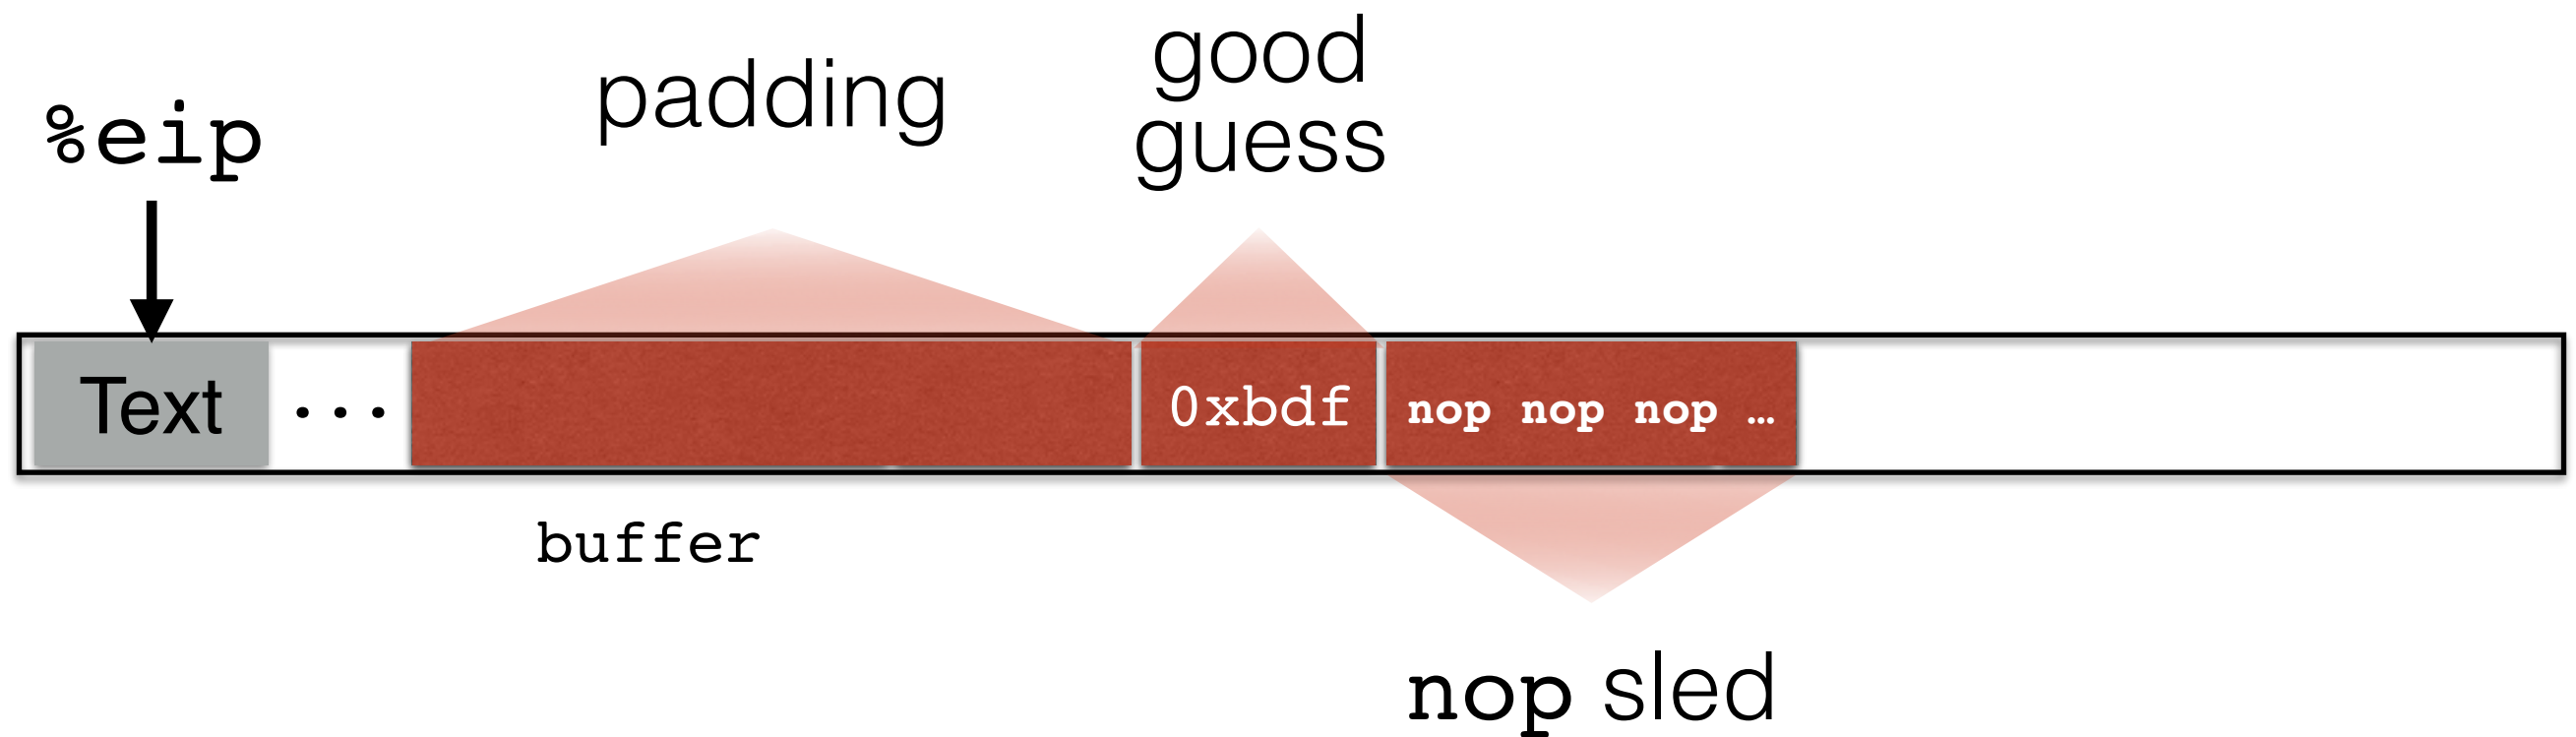 %eip
padding
good
guess
Text ... 0xbdf nop nop nop …
buffer
nop sled